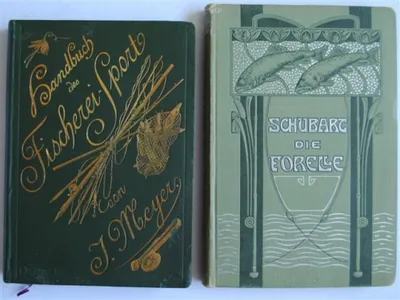 Handbuch
des
Fischerei Sport
von
J. Meyer
SCHUBART
DIE
FORELLE